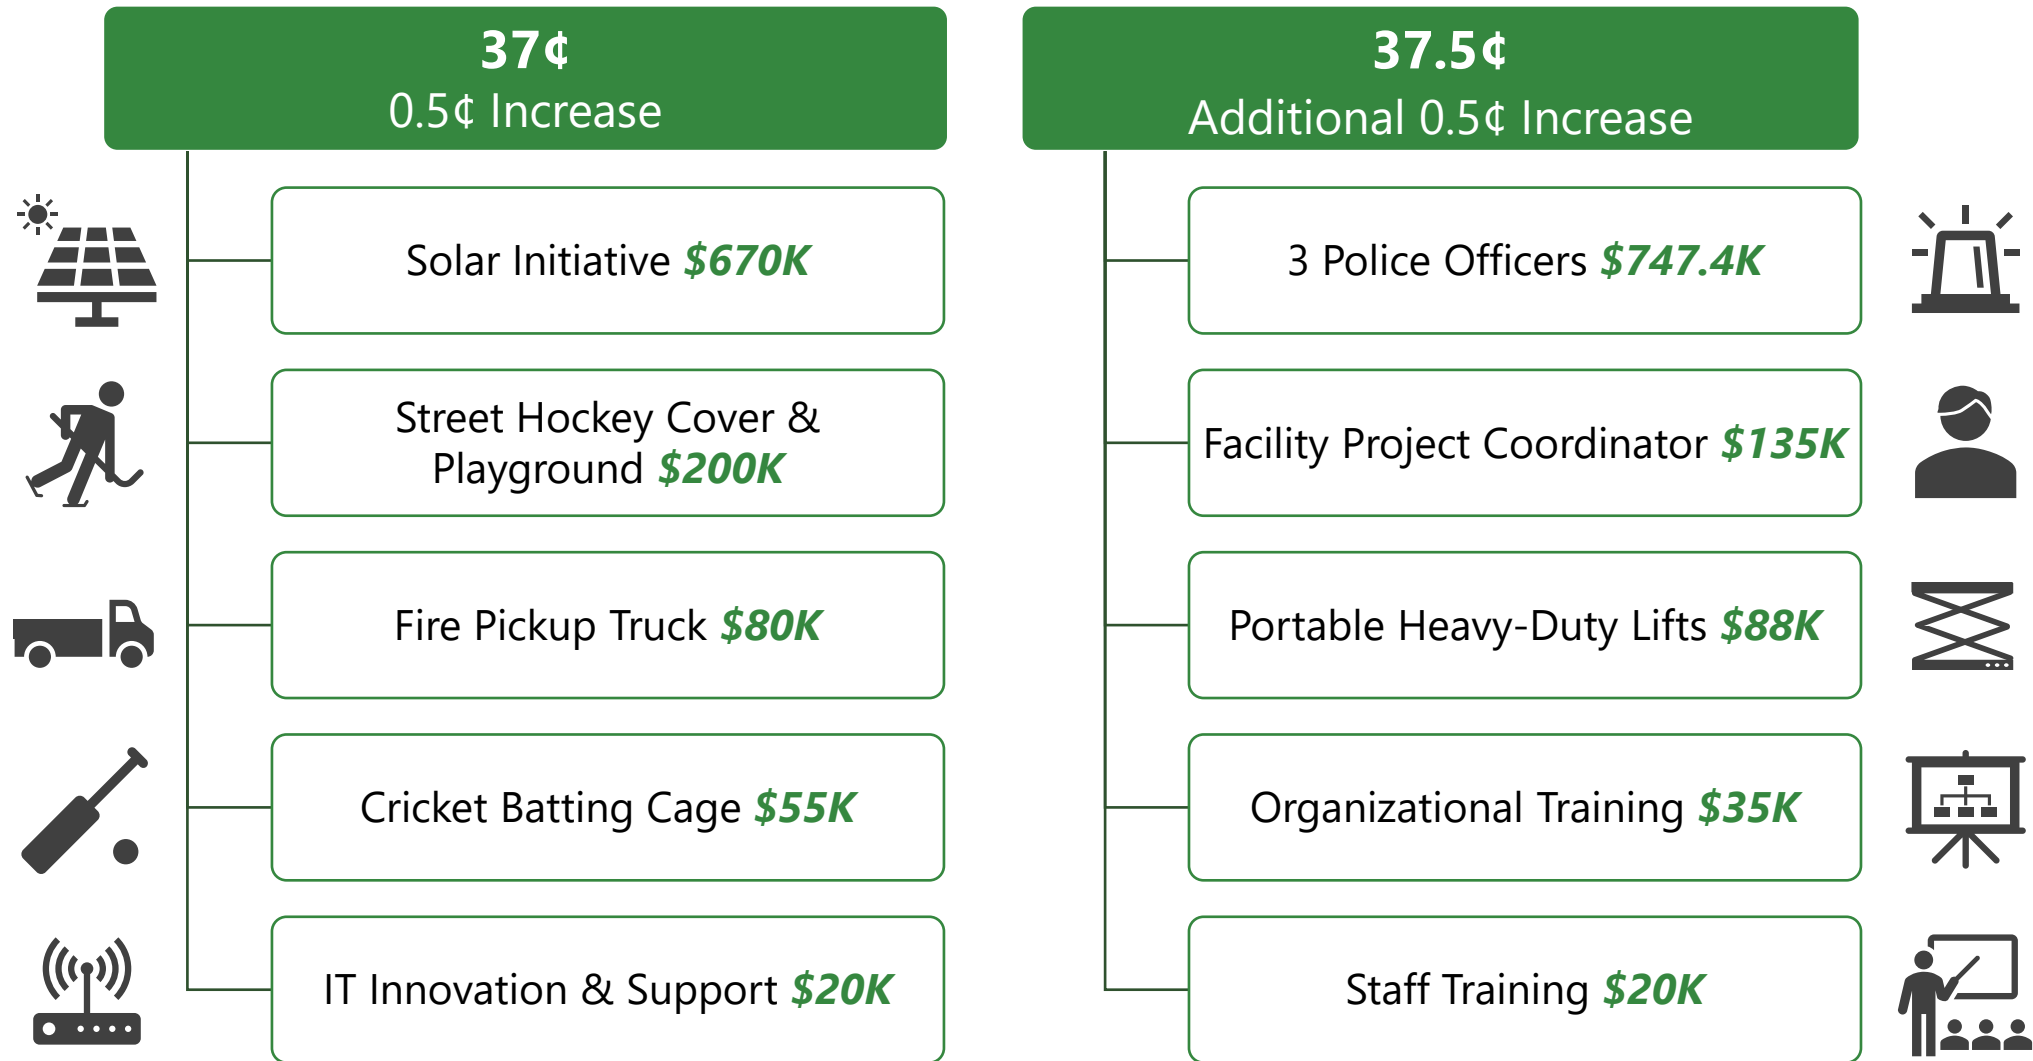 37¢
0.5¢ Increase
Solar Initiative $670K
Street Hockey Cover &
Playground $200K
Fire Pickup Truck $80K
Cricket Batting Cage $55K
IT Innovation & Support $20K
37.5¢
Additional 0.5¢ Increase
3 Police Officers $747.4K
Facility Project Coordinator $135K
Portable Heavy-Duty Lifts $88K
Organizational Training $35K
Staff Training $20K